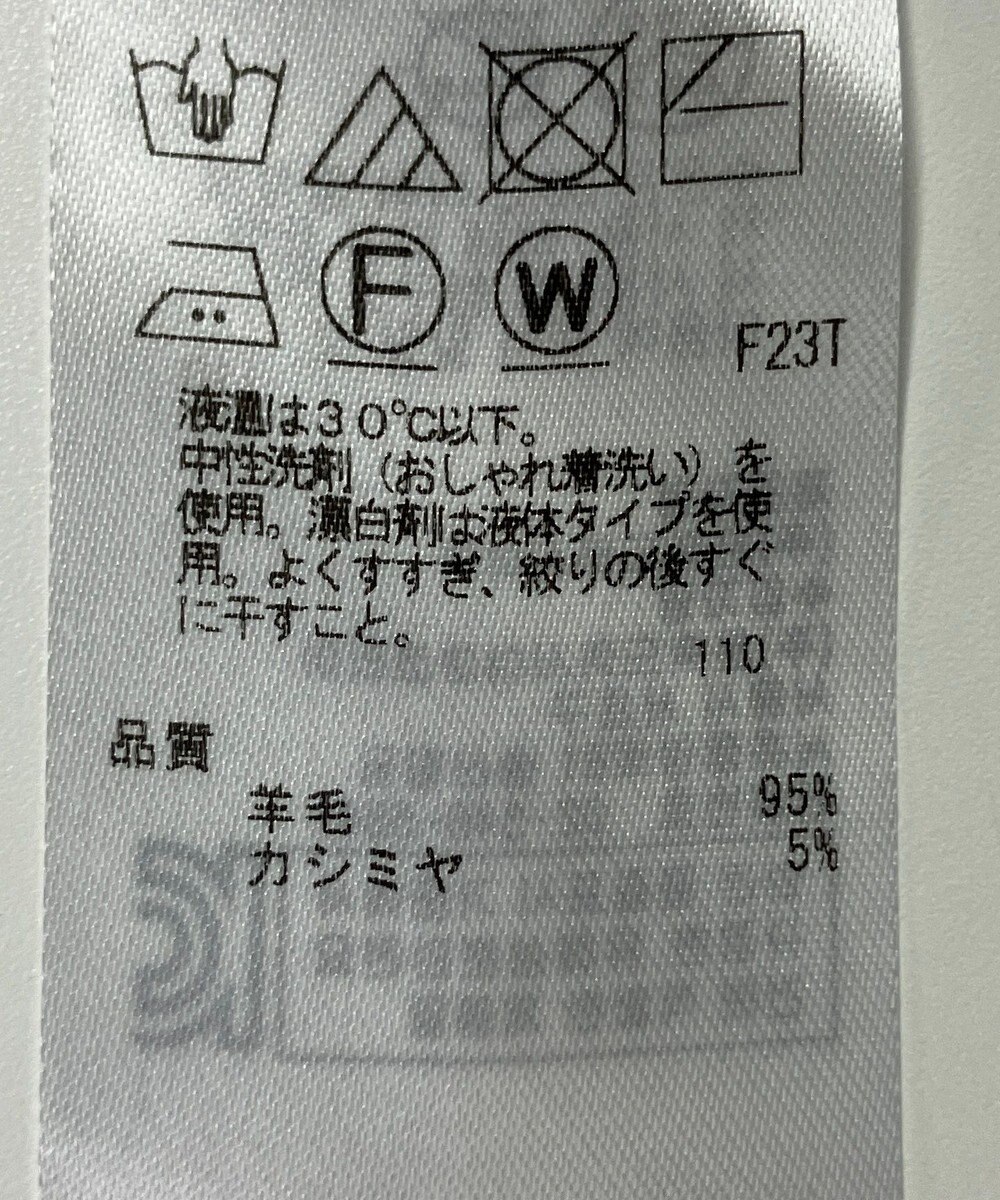 F
W
F23T
液温は30℃以下。
中性洗剤（おしゃれ着洗い）を
使用。漂白剤は液体タイプを使
用。よくすすぎ、絞りの後すぐ
に干すこと。
110
品質
羊毛 95%
カシミヤ 5%